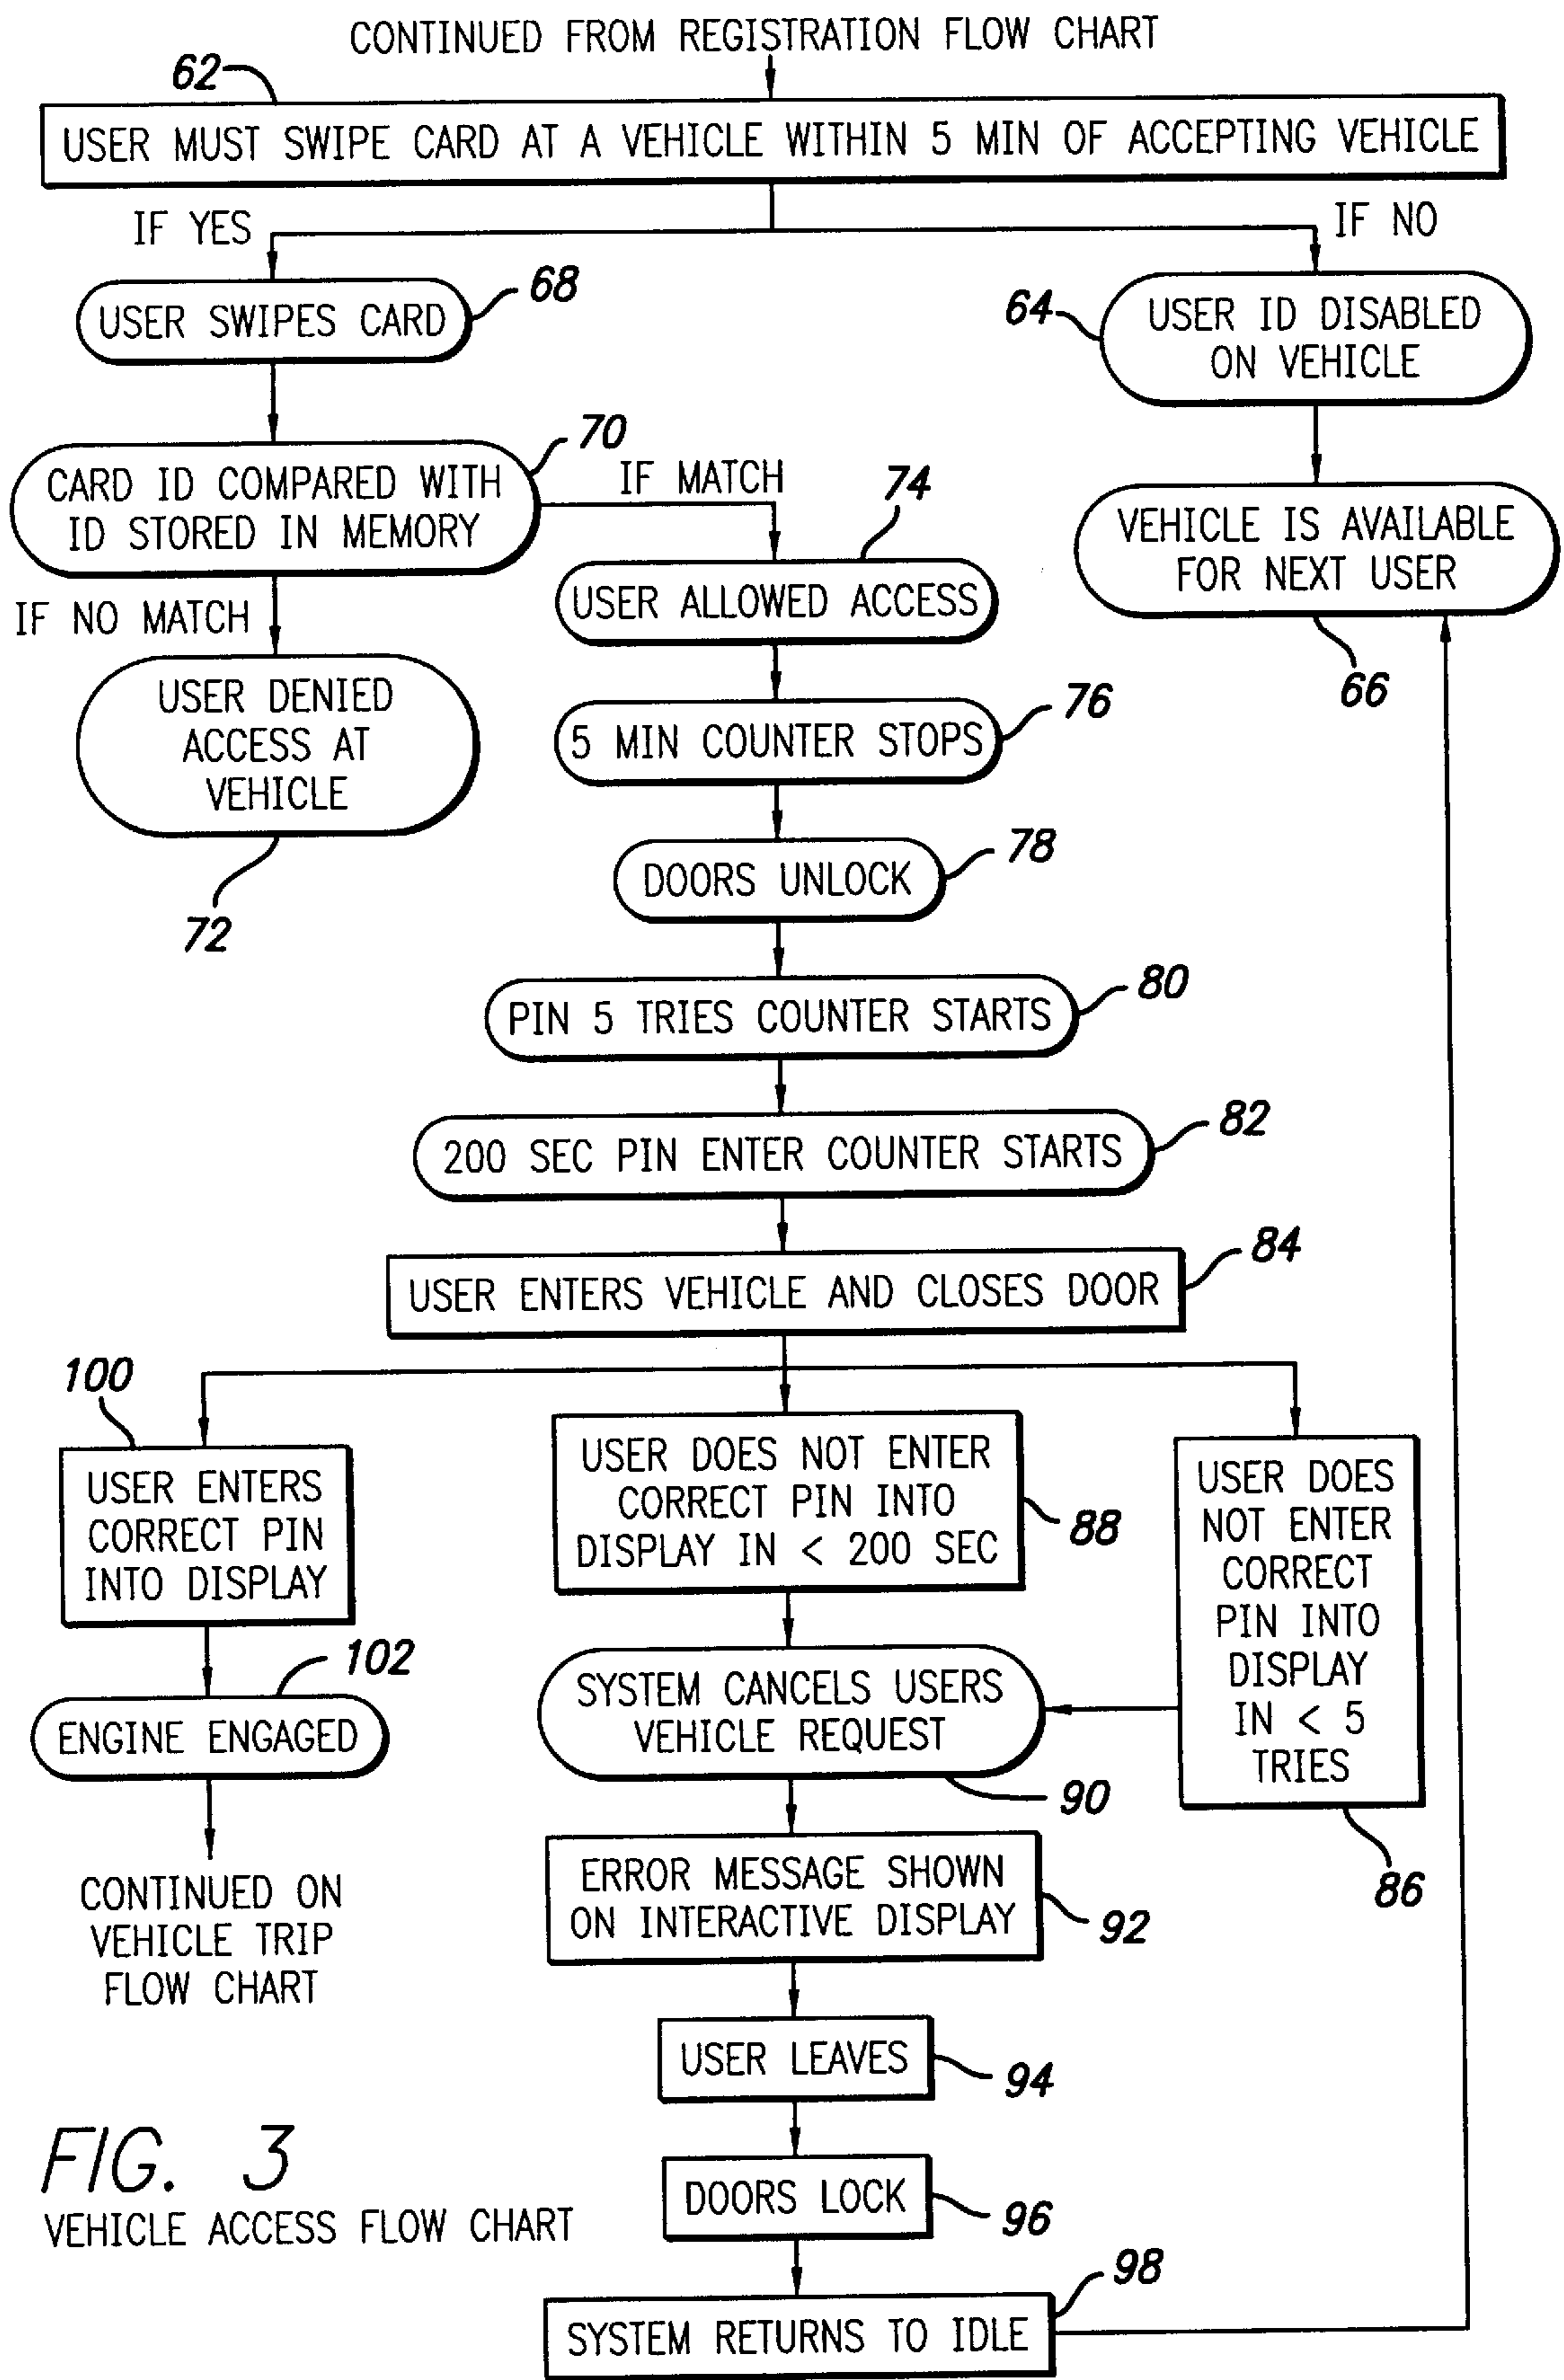 CONTINUED FROM REGISTRATION FLOW CHART
62
USER MUST SWIPE CARD AT A VEHICLE WITHIN 5 MIN OF ACCEPTING VEHICLE
IF YES
IF NO
68
USER SWIPES CARD
64
USER ID DISABLED
ON VEHICLE
70
CARD ID COMPARED WITH
ID STORED IN MEMORY
IF MATCH
74
USER ALLOWED ACCESS
VEHICLE IS AVAILABLE
FOR NEXT USER
66
IF NO MATCH
USER DENIED
ACCESS AT
VEHICLE
72
76
5 MIN COUNTER STOPS
78
DOORS UNLOCK
80
PIN 5 TRIES COUNTER STARTS
82
200 SEC PIN ENTER COUNTER STARTS
84
USER ENTERS VEHICLE AND CLOSES DOOR
100
USER ENTERS
CORRECT PIN
INTO DISPLAY
102
ENGINE ENGAGED
CONTINUED ON
VEHICLE TRIP
FLOW CHART
USER DOES NOT ENTER
CORRECT PIN INTO
DISPLAY IN < 200 SEC
88
USER DOES
NOT ENTER
CORRECT
PIN INTO
DISPLAY
IN < 5
TRIES
86
SYSTEM CANCELS USERS
VEHICLE REQUEST
90
ERROR MESSAGE SHOWN
ON INTERACTIVE DISPLAY
92
USER LEAVES
94
DOORS LOCK
96
98
SYSTEM RETURNS TO IDLE
FIG. 3
VEHICLE ACCESS FLOW CHART